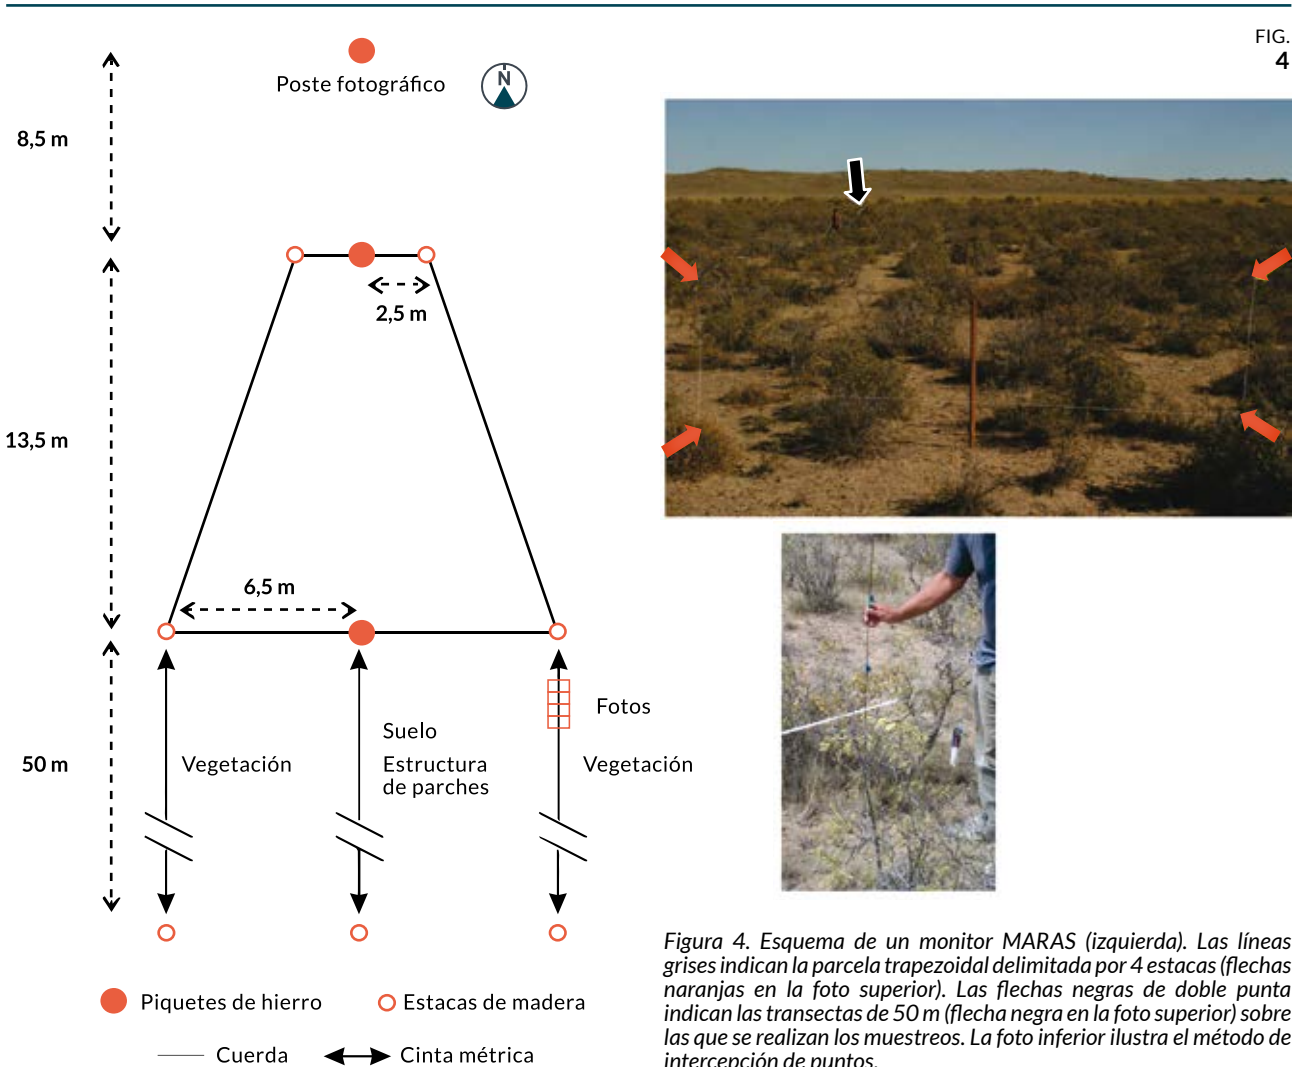 FIG.
4
Poste fotográfico
N
8,5 m
2,5 m
13,5 m
6,5 m
Fotos
Suelo
50 m
Vegetación
Estructura
de parches
Vegetación
Piquetes de hierro
Estacas de madera
Cuerda
Cinta métrica
Figura 4. Esquema de un monitor MARAS (izquierda). Las líneas
grises indican la parcela trapezoidal delimitada por 4 estacas (flechas
naranjas en la foto superior). Las flechas negras de doble punta
indican las transectas de 50 m (flecha negra en la foto superior) sobre
las que se realizan los muestreos. La foto inferior ilustra el método de
intercepción de puntos.